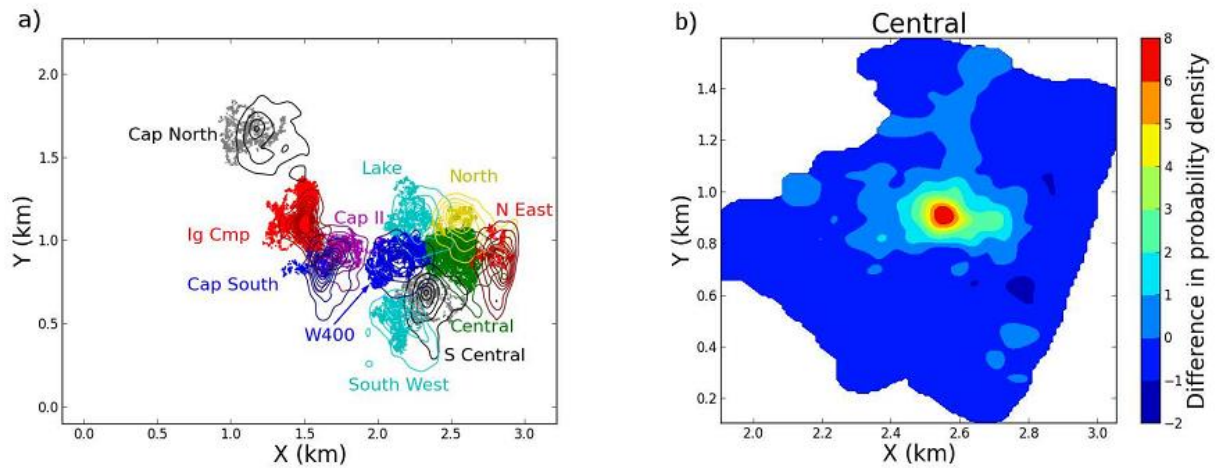 a)
2.0
1.5
1.0
0.5
0.0
Y (km)
Cap North
Lake
North
N East
Cap II
Ig Cmp
Cap South
W400
Central
S Central
South West
0.0 0.5 1.0 1.5 2.0 2.5 3.0
X (km)
b)
Central
1.4
1.2
1.0
0.8
0.6
0.4
0.2
Y (km)
2.0 2.2 2.4 2.6 2.8 3.0
X (km)
8
6
5
4
3
2
1
0
−1
−2
Difference in probability density